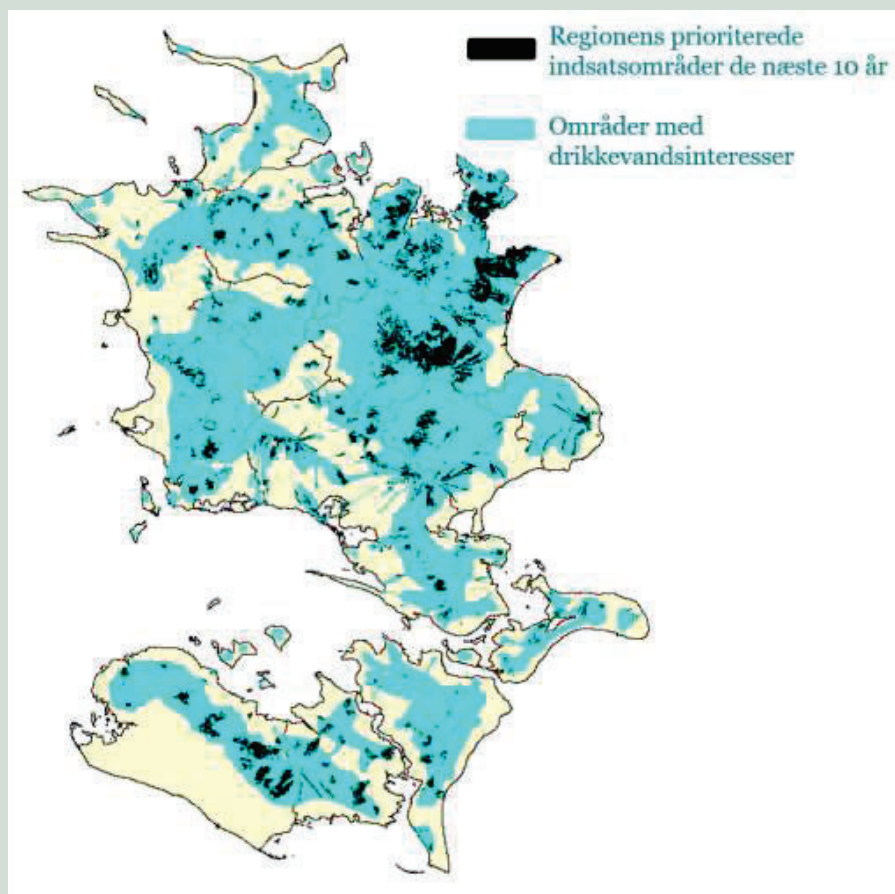 Regionens prioriterede
indsatsområder de næste 10 år
Områder med
drikkevandsinteresser